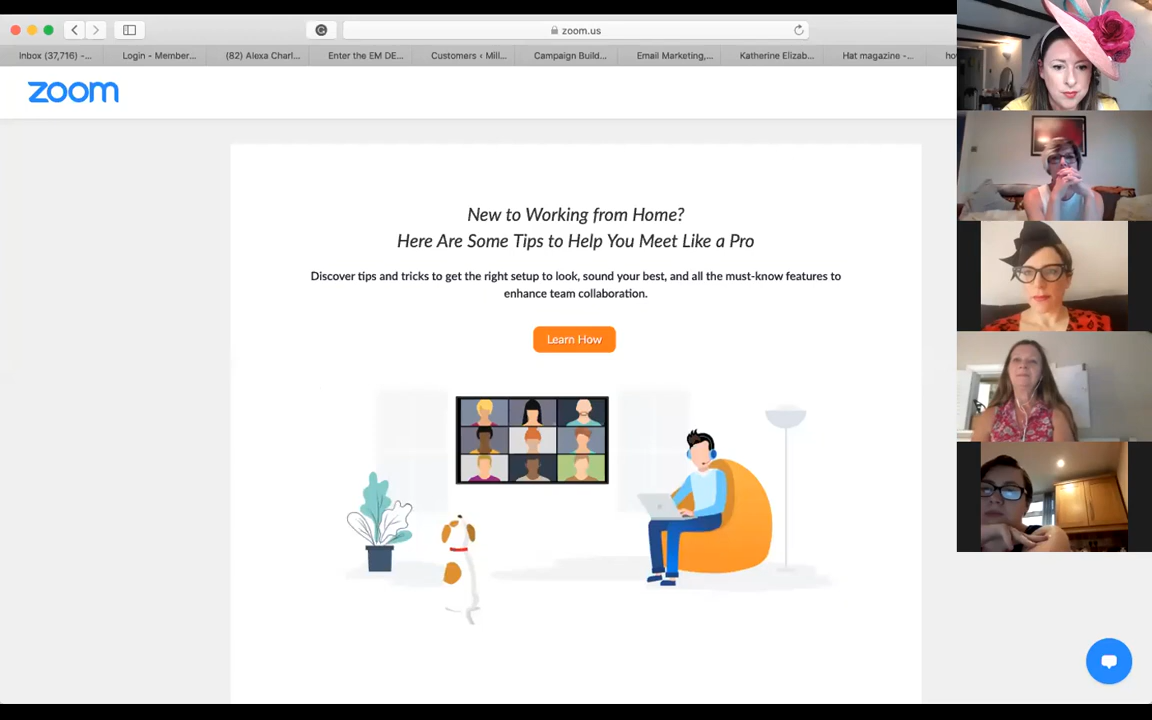 zoom.us
Inbox (37,716) -...
Login - Member...
(82) Alexa Charl...
Enter the EM DE...
Customers ‹ Mill...
Campaign Build...
Email Marketing,...
Katherine Elizab...
Hat magazine -...
zoom
New to Working from Home?
Here Are Some Tips to Help You Meet Like a Pro
Discover tips and tricks to get the right setup to look, sound your best, and all the must-know features to
enhance team collaboration.
Learn How